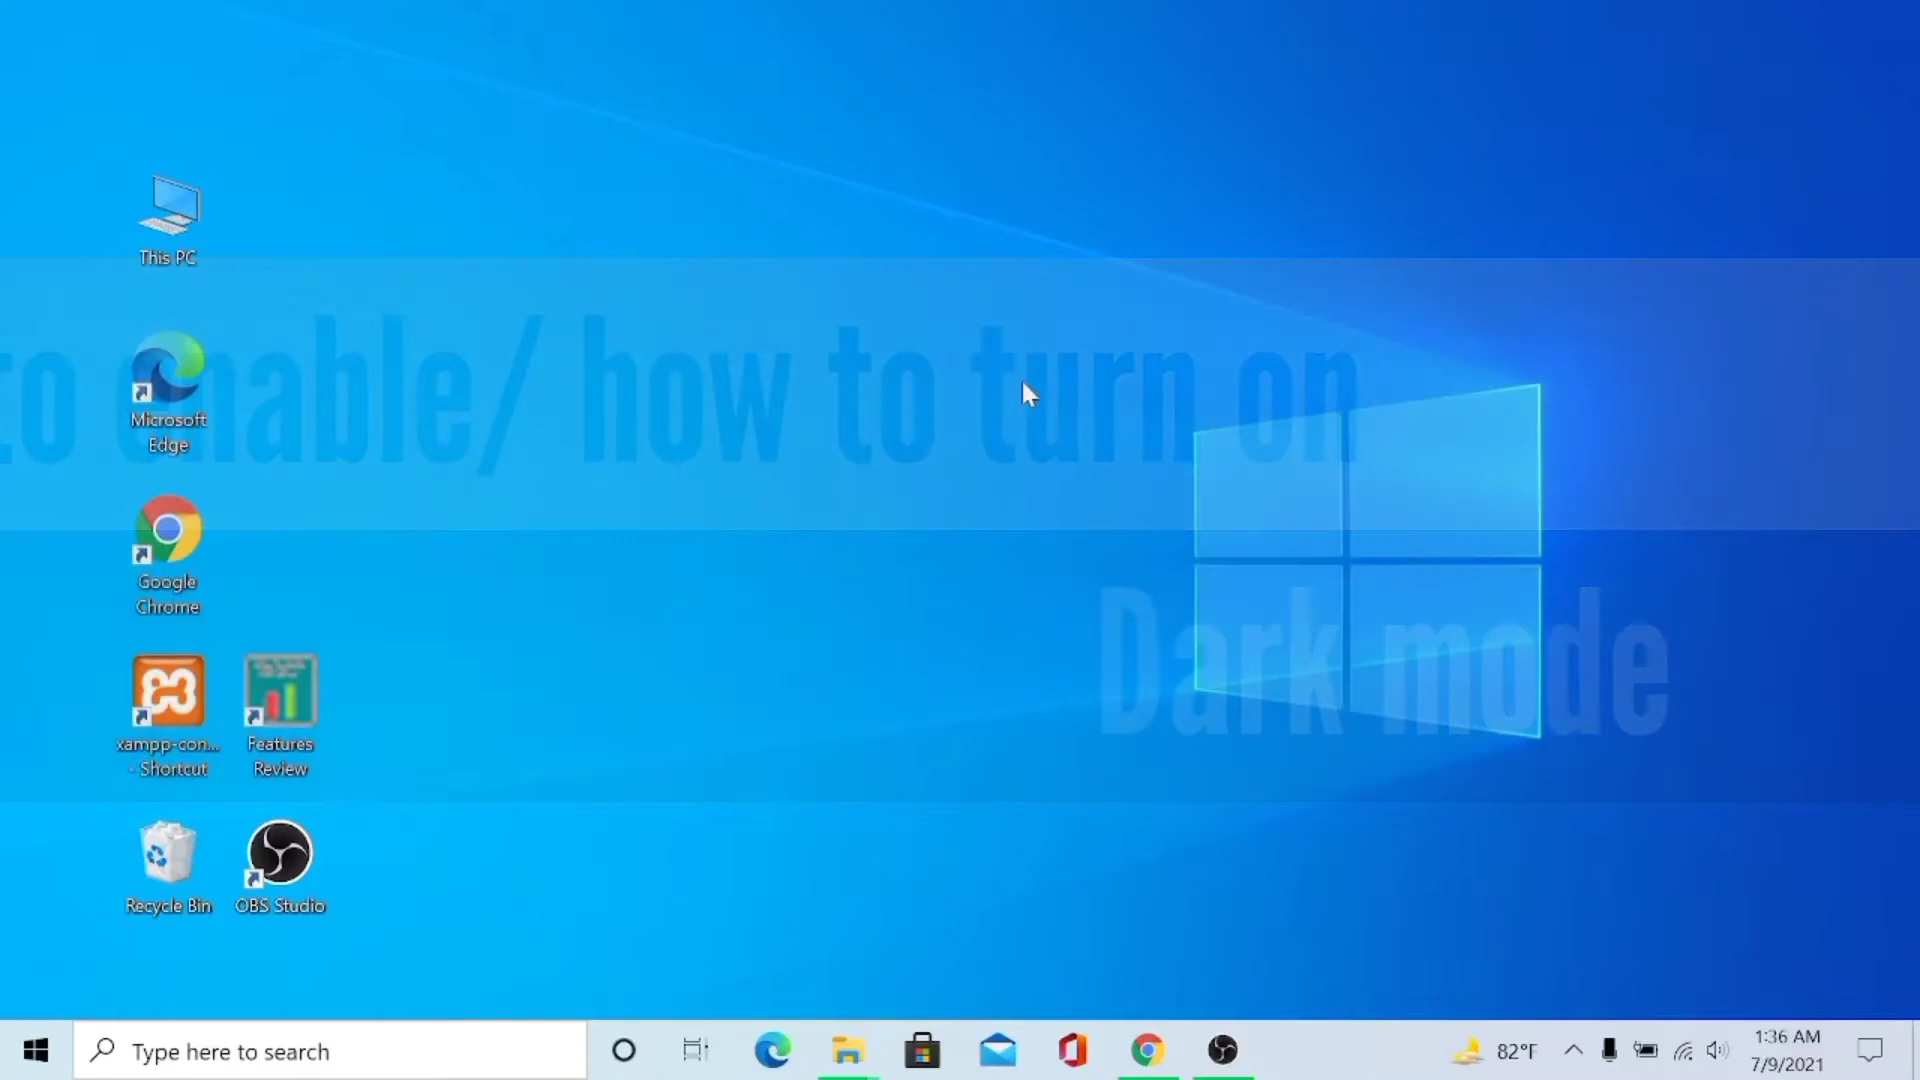 This PC
to enable/ how to turn on
Microsoft
Edge
Google
Chrome
Dark mode
xampp-con...
- Shortcut
Features
Review
Recycle Bin
OBS Studio
Type here to search
82°F
1:36 AM
7/9/2021